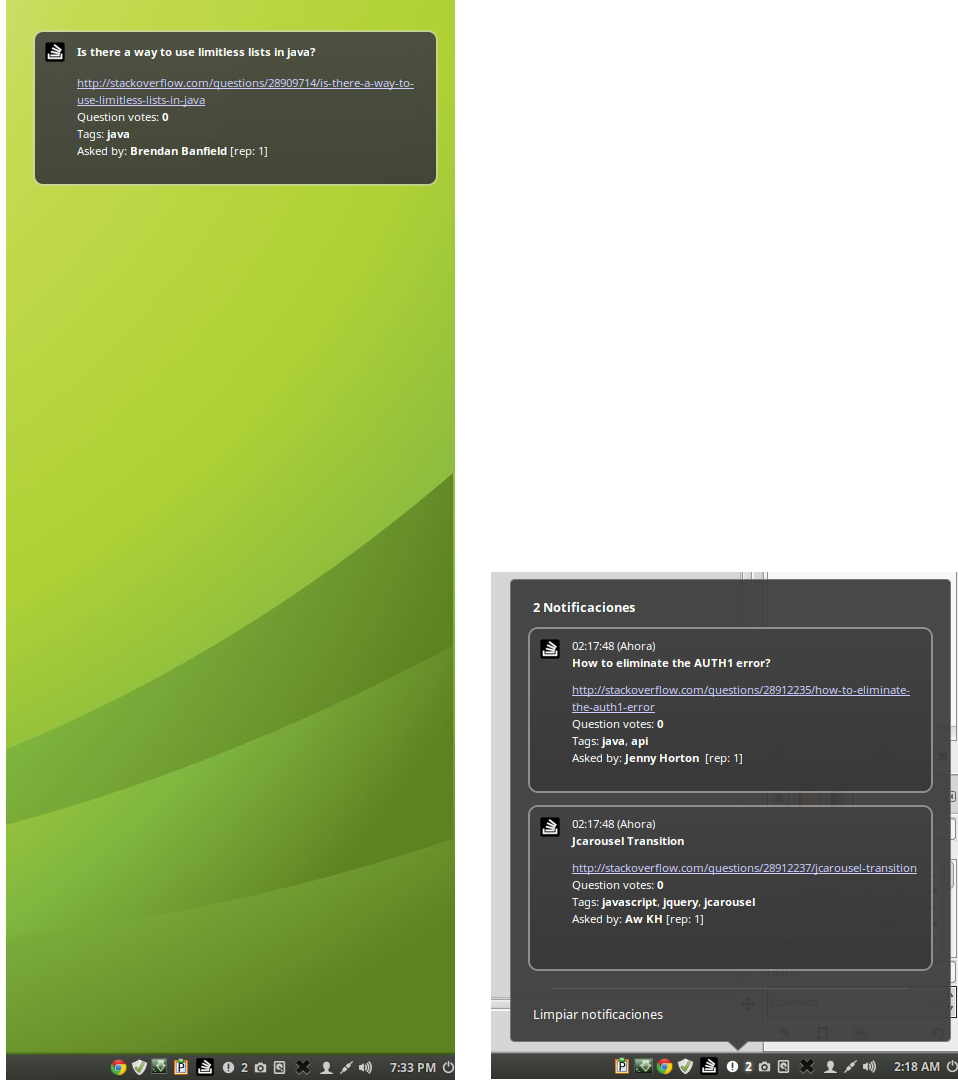 Is there a way to use limitless lists in java?
http://stackoverflow.com/questions/28909714/is-there-a-way-to-
use-limitless-lists-in-java
Question votes: 0
Tags: java
Asked by: Brendan Banfield [rep: 1]
2
7:33 PM
2 Notificaciones
02:17:48 (Ahora)
How to eliminate the AUTH1 error?
http://stackoverflow.com/questions/28912235/how-to-eliminate-
the-auth1-error
Question votes: 0
Tags: java, api
Asked by: Jenny Horton [rep: 1]
02:17:48 (Ahora)
Jcarousel Transition
http://stackoverflow.com/questions/28912237/jcarousel-transition
Question votes: 0
Tags: javascript, jquery, jcarousel
Asked by: Aw KH [rep: 1]
Limpiar notificaciones
2
2:18 AM